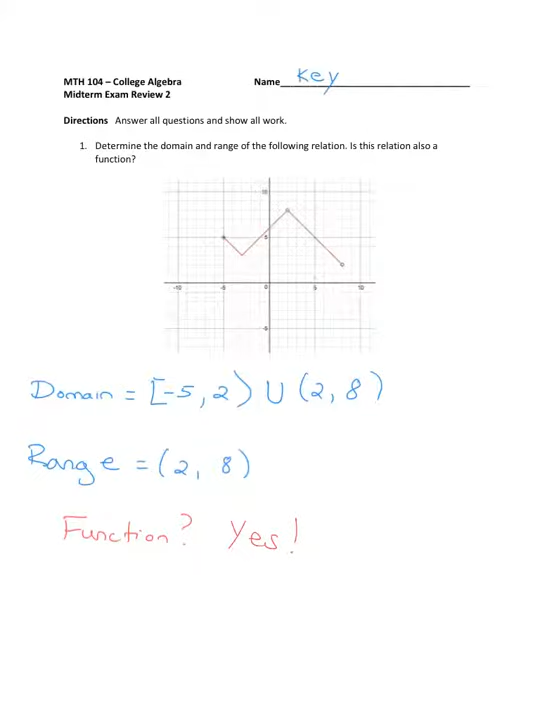 MTH 104 – College Algebra
Name Key
Midterm Exam Review 2
Directions Answer all questions and show all work.
1. Determine the domain and range of the following relation. Is this relation also a
function?
10
5
-10 -5 0 5 10
-5
Domain = [-5, 2) U (2, 8)
Range = (2, 8)
Function? Yes!